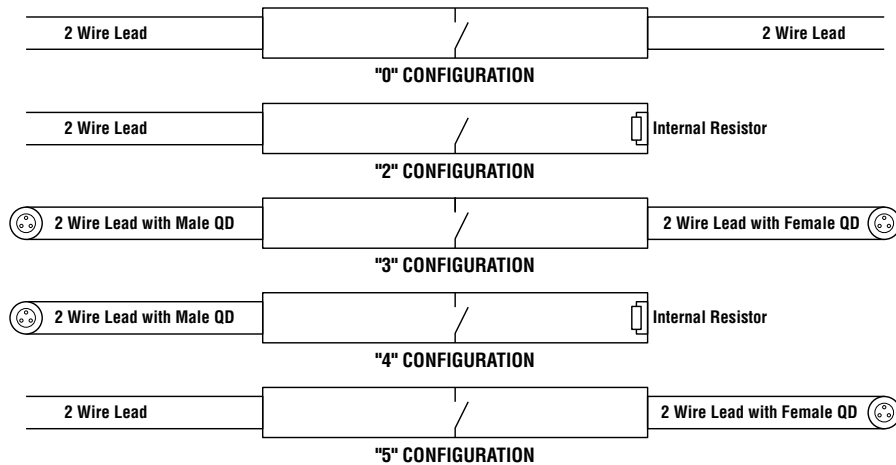 2 Wire Lead 2 Wire Lead
"0" CONFIGURATION
2 Wire Lead Internal Resistor
"2" CONFIGURATION
2 Wire Lead with Male QD 2 Wire Lead with Female QD
"3" CONFIGURATION
2 Wire Lead with Male QD Internal Resistor
"4" CONFIGURATION
2 Wire Lead 2 Wire Lead with Female QD
"5" CONFIGURATION